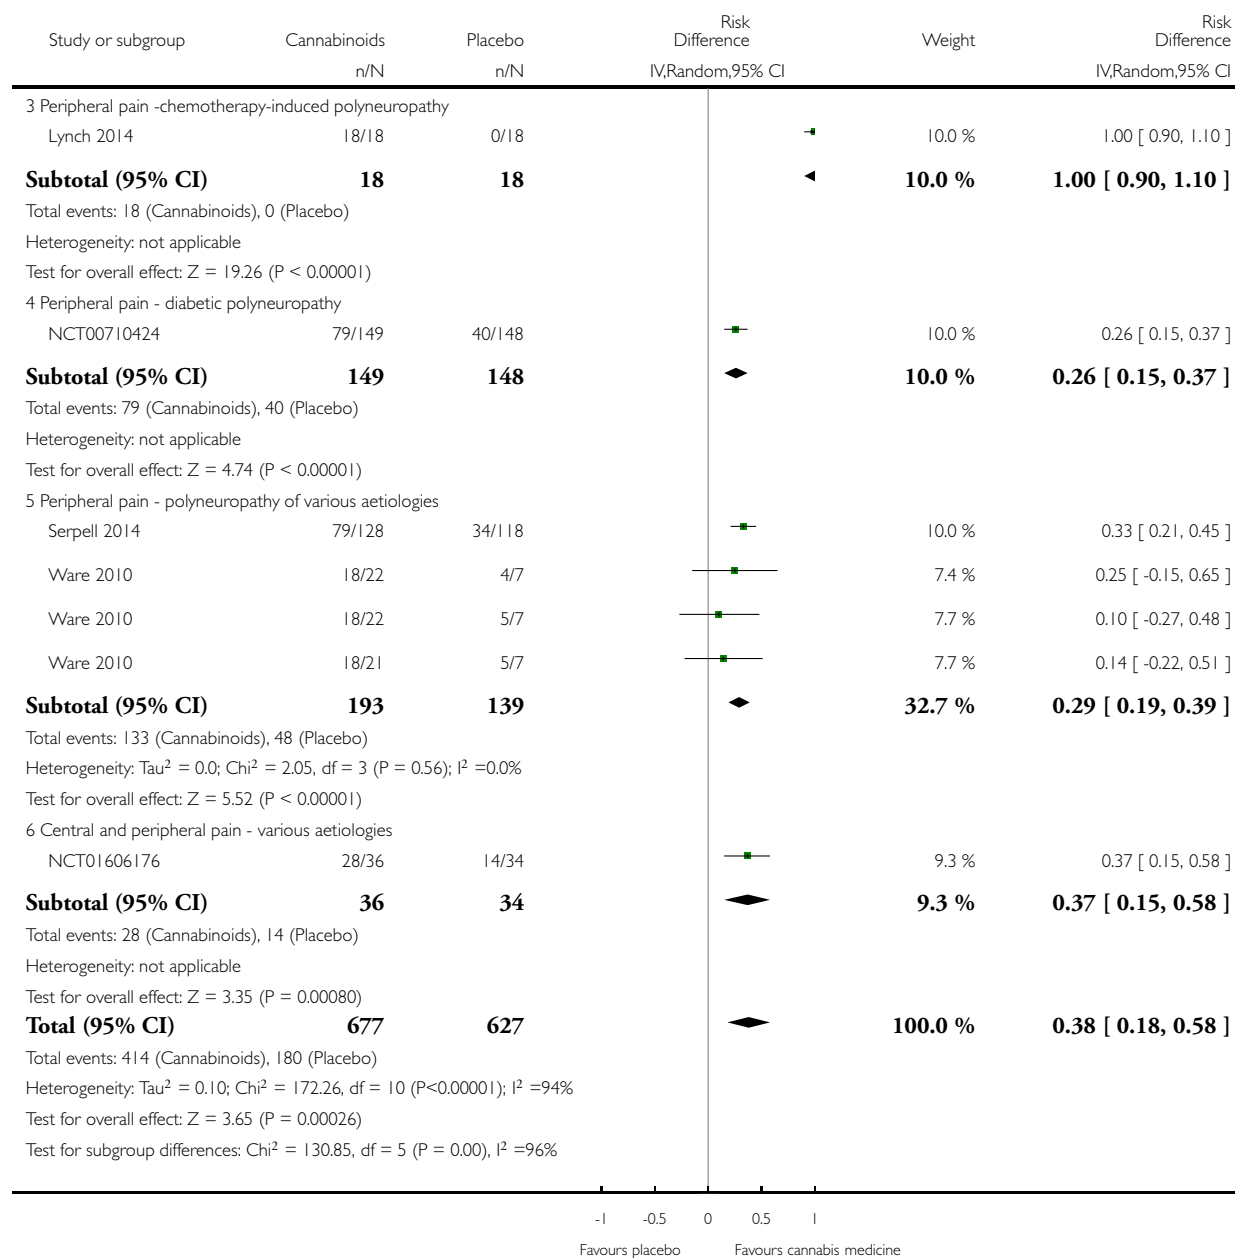 Study or subgroup Cannabinoids Placebo Risk Difference Weight Risk Difference
n/N n/N IV,Random,95% CI IV,Random,95% CI
3 Peripheral pain -chemotherapy-induced polyneuropathy
Lynch 2014 18/18 0/18 10.0 % 1.00 [ 0.90, 1.10 ]
Subtotal (95% CI) 18 18 10.0 % 1.00 [ 0.90, 1.10 ]
Total events: 18 (Cannabinoids), 0 (Placebo)
Heterogeneity: not applicable
Test for overall effect: Z = 19.26 (P < 0.00001)
4 Peripheral pain - diabetic polyneuropathy
NCT00710424 79/149 40/148 10.0 % 0.26 [ 0.15, 0.37 ]
Subtotal (95% CI) 149 148 10.0 % 0.26 [ 0.15, 0.37 ]
Total events: 79 (Cannabinoids), 40 (Placebo)
Heterogeneity: not applicable
Test for overall effect: Z = 4.74 (P < 0.00001)
5 Peripheral pain - polyneuropathy of various aetiologies
Serpell 2014 79/128 34/118 10.0 % 0.33 [ 0.21, 0.45 ]
Ware 2010 18/22 4/7 7.4 % 0.25 [ -0.15, 0.65 ]
Ware 2010 18/22 5/7 7.7 % 0.10 [ -0.27, 0.48 ]
Ware 2010 18/21 5/7 7.7 % 0.14 [ -0.22, 0.51 ]
Subtotal (95% CI) 193 139 32.7 % 0.29 [ 0.19, 0.39 ]
Total events: 133 (Cannabinoids), 48 (Placebo)
Heterogeneity: Tau² = 0.0; Chi² = 2.05, df = 3 (P = 0.56); I² =0.0%
Test for overall effect: Z = 5.52 (P < 0.00001)
6 Central and peripheral pain - various aetiologies
NCT01606176 28/36 14/34 9.3 % 0.37 [ 0.15, 0.58 ]
Subtotal (95% CI) 36 34 9.3 % 0.37 [ 0.15, 0.58 ]
Total events: 28 (Cannabinoids), 14 (Placebo)
Heterogeneity: not applicable
Test for overall effect: Z = 3.35 (P = 0.00080)
Total (95% CI) 677 627 100.0 % 0.38 [ 0.18, 0.58 ]
Total events: 414 (Cannabinoids), 180 (Placebo)
Heterogeneity: Tau² = 0.10; Chi² = 172.26, df = 10 (P<0.00001); I² =94%
Test for overall effect: Z = 3.65 (P = 0.00026)
Test for subgroup differences: Chi² = 130.85, df = 5 (P = 0.00), I² =96%
-1 -0.5 0 0.5 1
Favours placebo Favours cannabis medicine